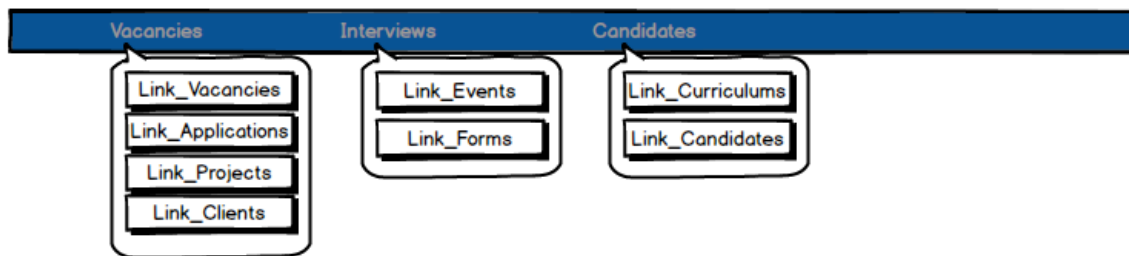 Vacancies
Interviews
Candidates
Link_Vacancies
Link_Applications
Link_Projects
Link_Clients
Link_Events
Link_Forms
Link_Curriculums
Link_Candidates